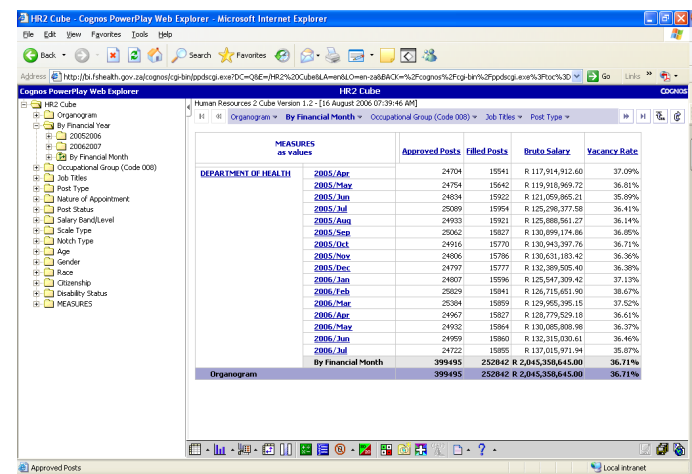 HR2 Cube - Cognos PowerPlay Web Explorer - Microsoft Internet Explorer
File Edit View Favorites Tools Help
Back Search Favorites
Address http://bi.fshealth.gov.za/cognos/cgi-bin/ppdscgi.exe?DC=Q&E=/HR2%20Cube&LA=en&LO=en-za&BACK=%2Fcognos%2Fcgi-bin%2Fppdscgi.exe%3Ftoc%3D Go Links »
Cognos PowerPlay Web Explorer HR2 Cube COGNOS
HR2 Cube
Organogram
By Financial Year
20052006
20062007
By Financial Month
Occupational Group (Code 008)
Job Titles
Post Type
Nature of Appointment
Post Status
Salary Band/Level
Scale Type
Notch Type
Age
Gender
Race
Citizenship
Disability Status
MEASURES
Human Resources 2 Cube Version 1.2 - [16 August 2006 07:39:46 AM]
Organogram By Financial Month Occupational Group (Code 008) Job Titles Post Type
MEASURES
as values Approved Posts Filled Posts Bruto Salary Vacancy Rate
DEPARTMENT OF HEALTH 2005/Apr 24704 15541 R 117,914,912.60 37.09%
2005/May 24754 15642 R 119,918,969.72 36.81%
2005/Jun 24834 15922 R 121,059,865.21 35.89%
2005/Jul 25089 15954 R 125,298,377.58 36.41%
2005/Aug 24933 15921 R 125,888,561.27 36.14%
2005/Sep 25062 15827 R 130,899,174.86 36.85%
2005/Oct 24916 15770 R 130,943,397.76 36.71%
2005/Nov 24806 15786 R 130,631,183.42 36.36%
2005/Dec 24797 15777 R 132,389,505.40 36.38%
2006/Jan 24807 15596 R 125,547,309.42 37.13%
2006/Feb 25829 15841 R 126,715,651.90 38.67%
2006/Mar 25384 15859 R 129,955,395.15 37.52%
2006/Apr 24967 15827 R 128,779,529.18 36.61%
2006/May 24932 15864 R 130,085,808.98 36.37%
2006/Jun 24959 15860 R 132,315,030.61 36.46%
2006/Jul 24722 15855 R 137,015,971.94 35.87%
By Financial Month 399495 252842 R 2,045,358,645.00 36.71%
Organogram 399495 252842 R 2,045,358,645.00 36.71%
Approved Posts Local intranet